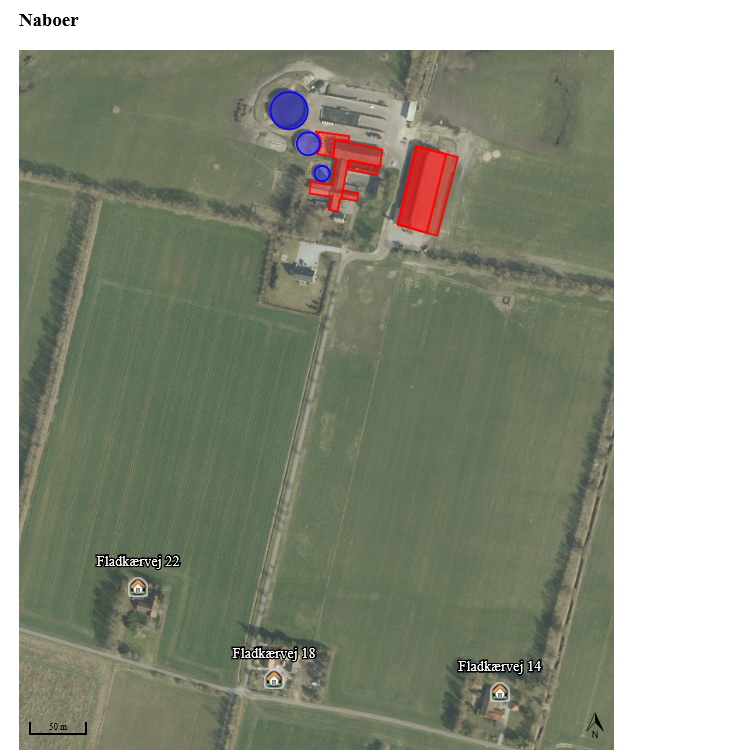 Naboer
Fladkærvej 22
Fladkærvej 18
Fladkærvej 14
50 m
N